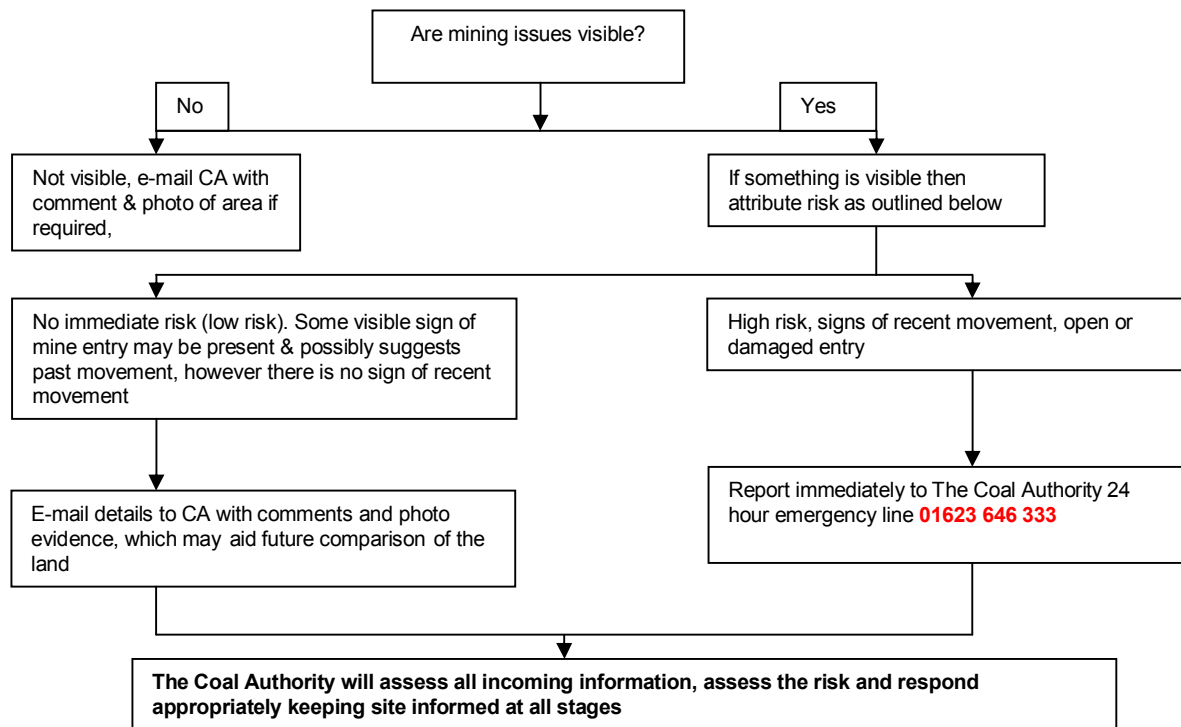 Are mining issues visible?
No
Yes
Not visible, e-mail CA with
comment & photo of area if
required,
If something is visible then
attribute risk as outlined below
No immediate risk (low risk). Some visible sign of
mine entry may be present & possibly suggests
past movement, however there is no sign of recent
movement
High risk, signs of recent movement, open or
damaged entry
E-mail details to CA with comments and photo
evidence, which may aid future comparison of the
land
Report immediately to The Coal Authority 24
hour emergency line 01623 646 333
The Coal Authority will assess all incoming information, assess the risk and respond
appropriately keeping site informed at all stages